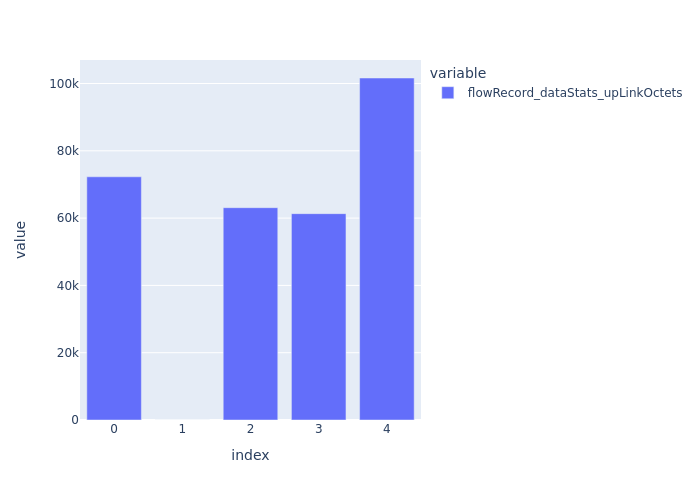 variable
flowRecord_dataStats_upLinkOctets
100k
80k
60k
40k
20k
0
0 1 2 3 4
value
index